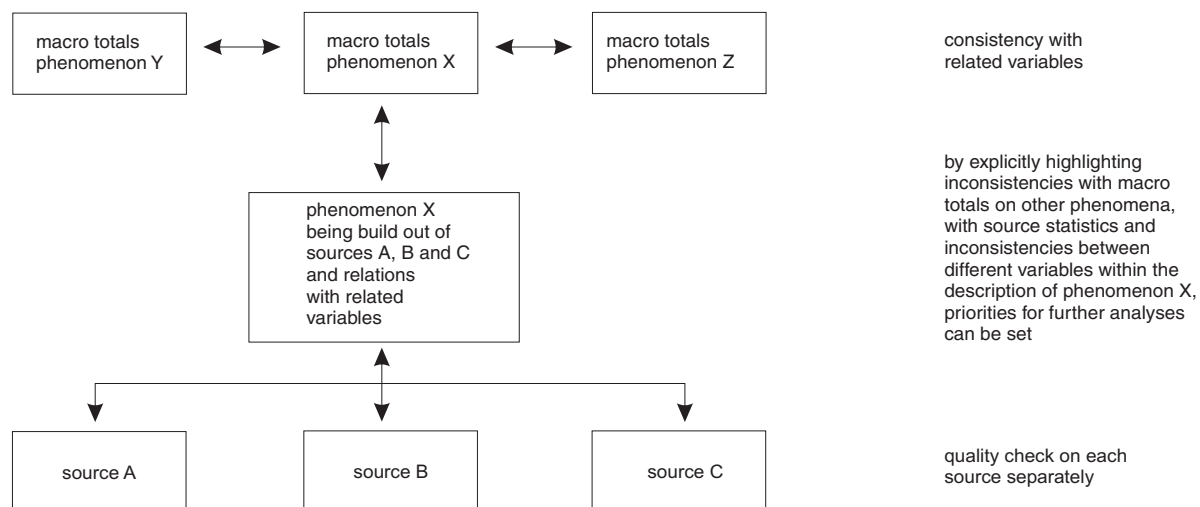 macro totals
phenomenon Y
macro totals
phenomenon X
macro totals
phenomenon Z
consistency with
related variables
phenomenon X
being build out of
sources A, B and C
and relations
with related
variables
by explicitly highlighting
inconsistencies with macro
totals on other phenomena,
with source statistics and
inconsistencies between
different variables within the
description of phenomenon X,
priorities for further analyses
can be set
source A
source B
source C
quality check on each
source separately